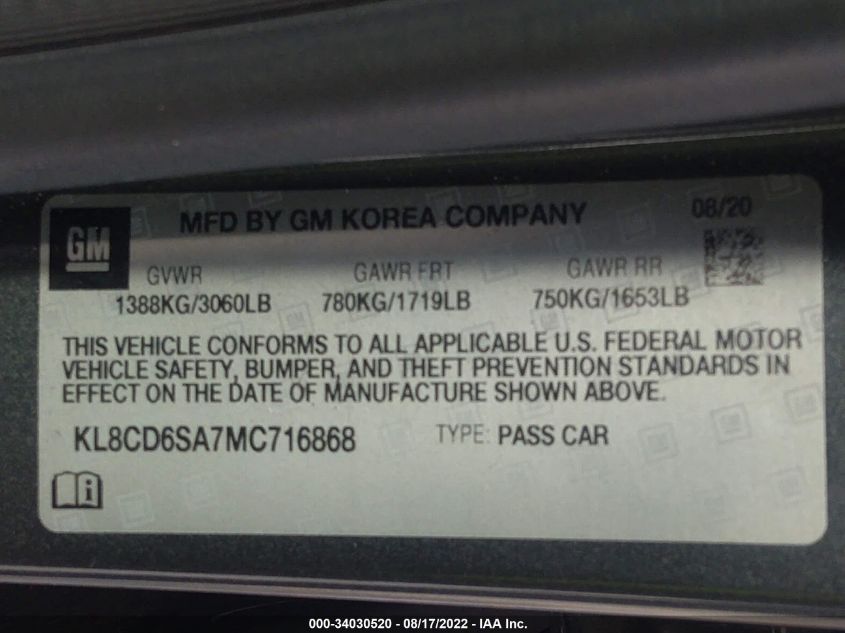 MFD BY GM KOREA COMPANY 08/20
GM
GVWR GAWR FRT GAWR RR
1388KG/3060LB 780KG/1719LB 750KG/1653LB
THIS VEHICLE CONFORMS TO ALL APPLICABLE U.S. FEDERAL MOTOR
VEHICLE SAFETY, BUMPER, AND THEFT PREVENTION STANDARDS IN
EFFECT ON THE DATE OF MANUFACTURE SHOWN ABOVE.
KL8CD6SA7MC716868 TYPE: PASS CAR
i
000-34030520 - 08/17/2022 - IAA Inc.